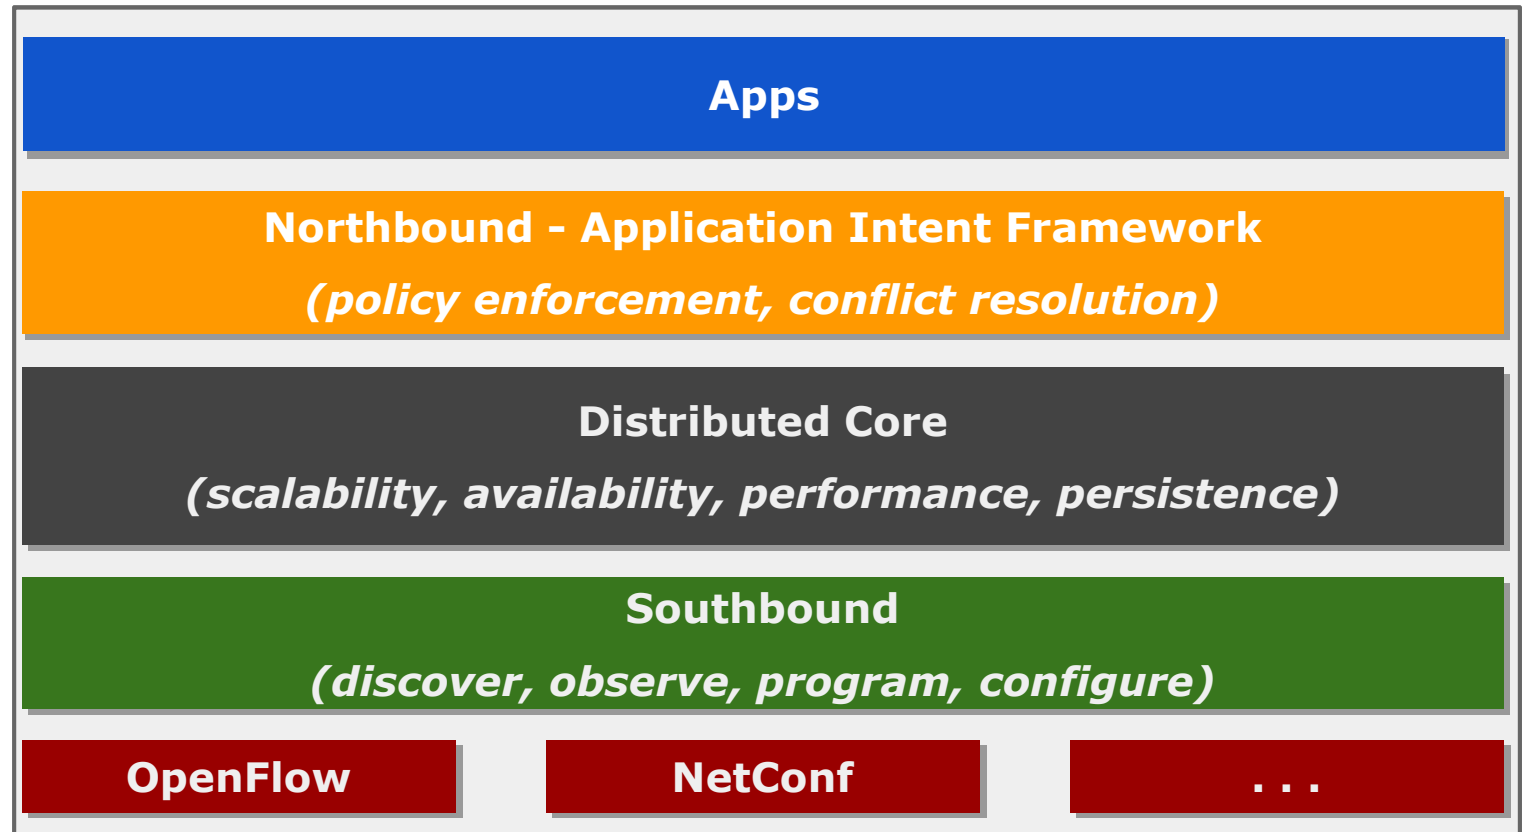 Apps
Northbound - Application Intent Framework
(policy enforcement, conflict resolution)
Distributed Core
(scalability, availability, performance, persistence)
Southbound
(discover, observe, program, configure)
OpenFlow
NetConf
. . .